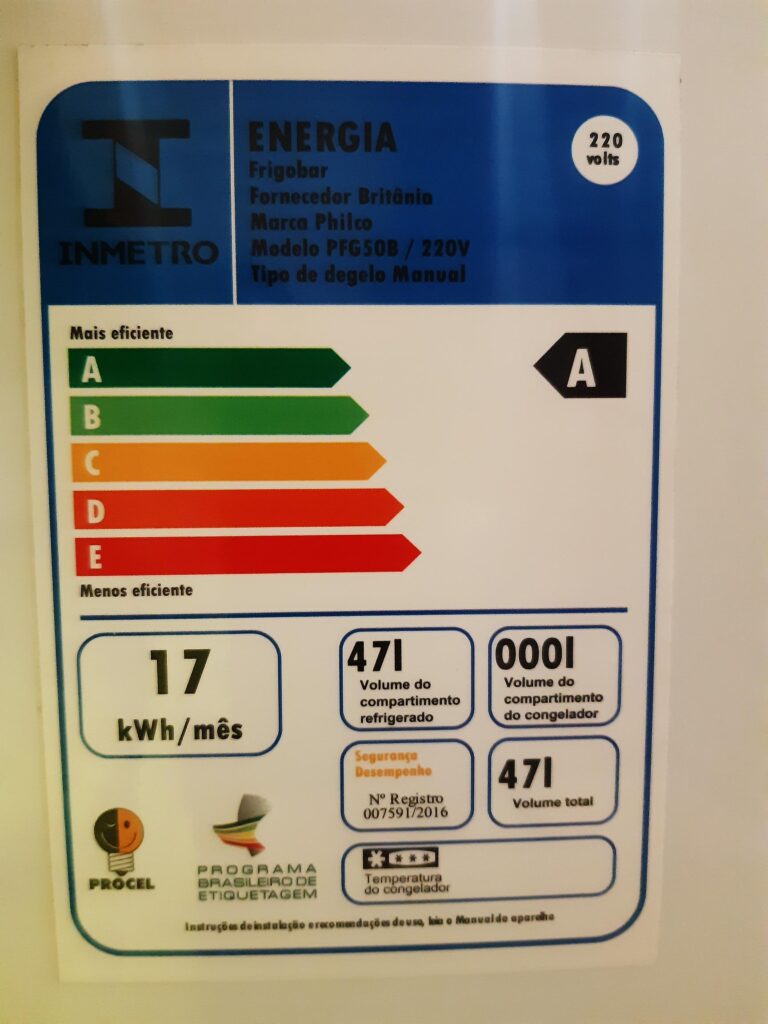 INMETRO
ENERGIA
Frigobar
Fornecedor Britânia
Marca Philco
Modelo PFG50B / 220V
Tipo de degelo Manual
220
volts
Mais eficiente
A
A
B
C
D
E
Menos eficiente
17
kWh/mês
47l
Volume do
compartimento
refrigerado
000l
Volume do
compartimento
do congelador
Segurança
Desempenho
Nº Registro
007591/2016
47l
Volume total
PROCEL
PROGRAMA
BRASILEIRO DE
ETIQUETAGEM
Temperatura
do congelador
Instruções de instalação e recomendações de uso, leia o Manual do aparelho